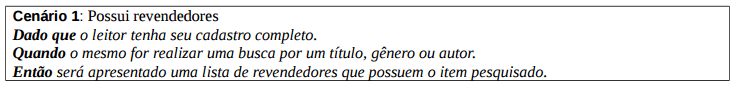 Cenário 1: Possui revendedores
Dado que o leitor tenha seu cadastro completo.
Quando o mesmo for realizar uma busca por um título, gênero ou autor.
Então será apresentado uma lista de revendedores que possuem o item pesquisado.